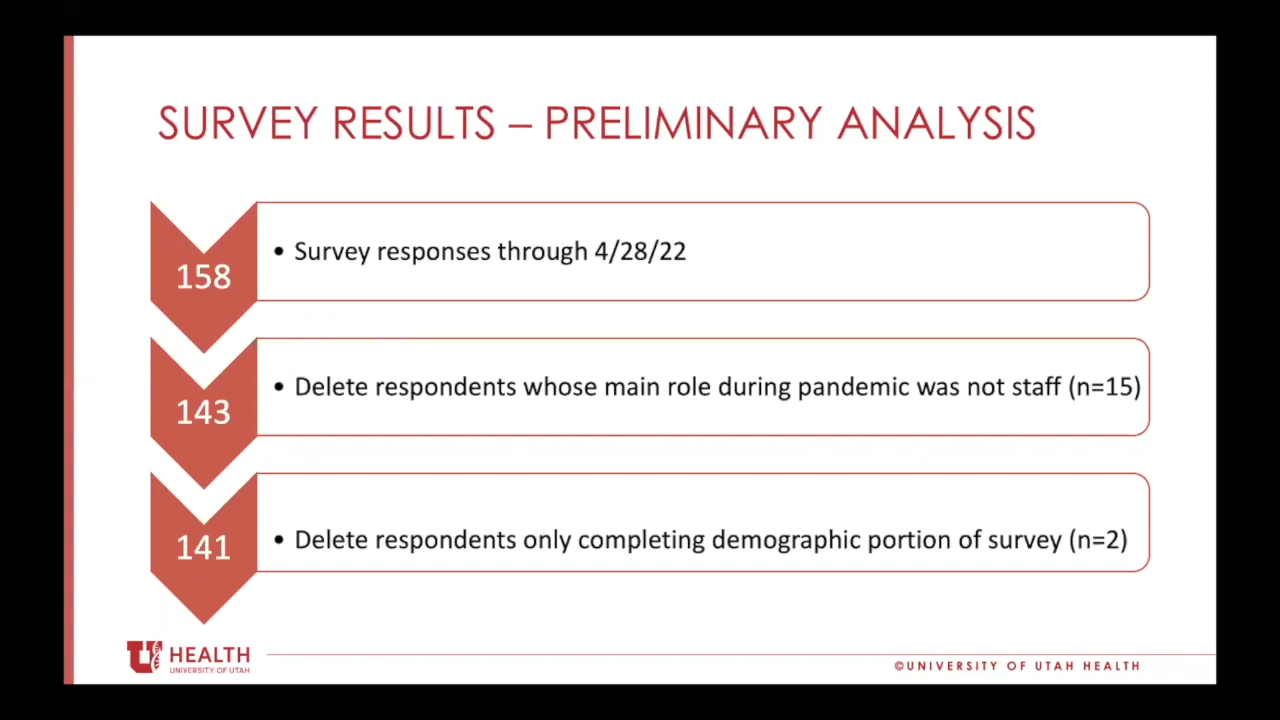 SURVEY RESULTS – PRELIMINARY ANALYSIS
158
• Survey responses through 4/28/22
143
• Delete respondents whose main role during pandemic was not staff (n=15)
141
• Delete respondents only completing demographic portion of survey (n=2)
U HEALTH
UNIVERSITY OF UTAH
©UNIVERSITY OF UTAH HEALTH